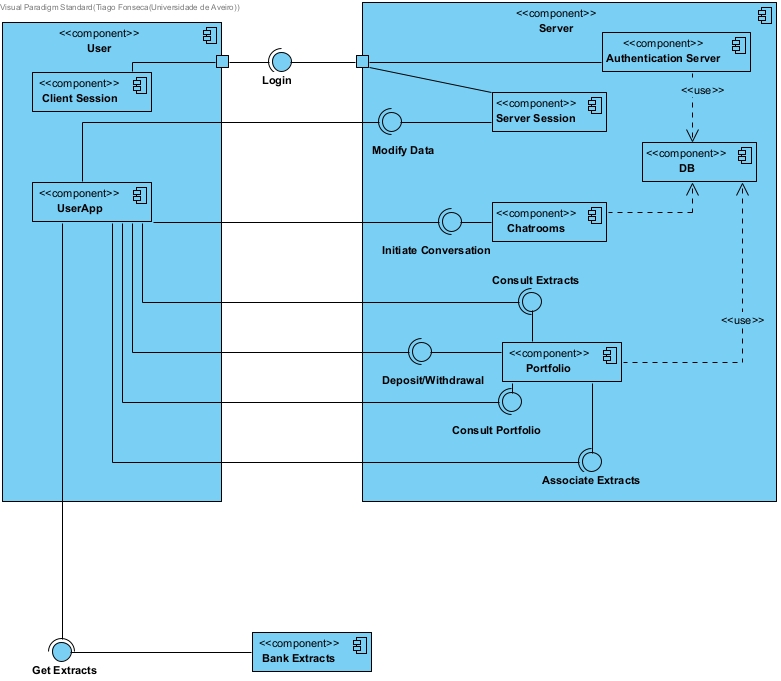 Visual Paradigm Standard(Tiago Fonseca(Universidade de Aveiro))
<<component>>
User
<<component>>
Server
<<component>>
Client Session
Login
<<component>>
Authentication Server
<<use>>
<<component>>
Server Session
Modify Data
<<component>>
DB
<<component>>
UserApp
<<component>>
Chatrooms
Initiate Conversation
Consult Extracts
<<use>>
<<component>>
Portfolio
Deposit/Withdrawal
Consult Portfolio
Associate Extracts
<<component>>
Bank Extracts
Get Extracts